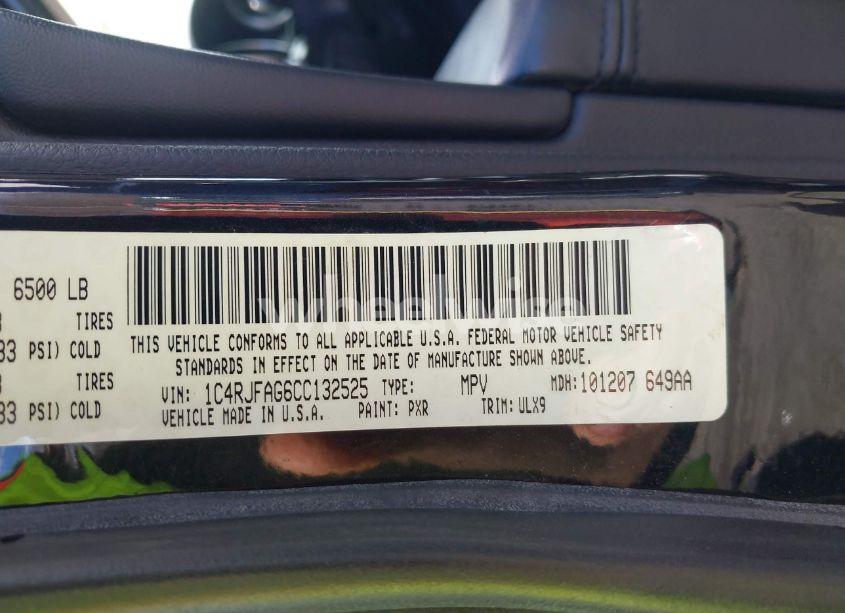 6500 LB
TIRES
33 PSI) COLD
TIRES
33 PSI) COLD
wheelwise
THIS VEHICLE CONFORMS TO ALL APPLICABLE U.S.A. FEDERAL MOTOR VEHICLE SAFETY
STANDARDS IN EFFECT ON THE DATE OF MANUFACTURE SHOWN ABOVE.
VIN: 1C4RJFAG6CC132525 TYPE: MPV MDH:101207 649AA
VEHICLE MADE IN U.S.A. PAINT: PXR TRIM:ULX9